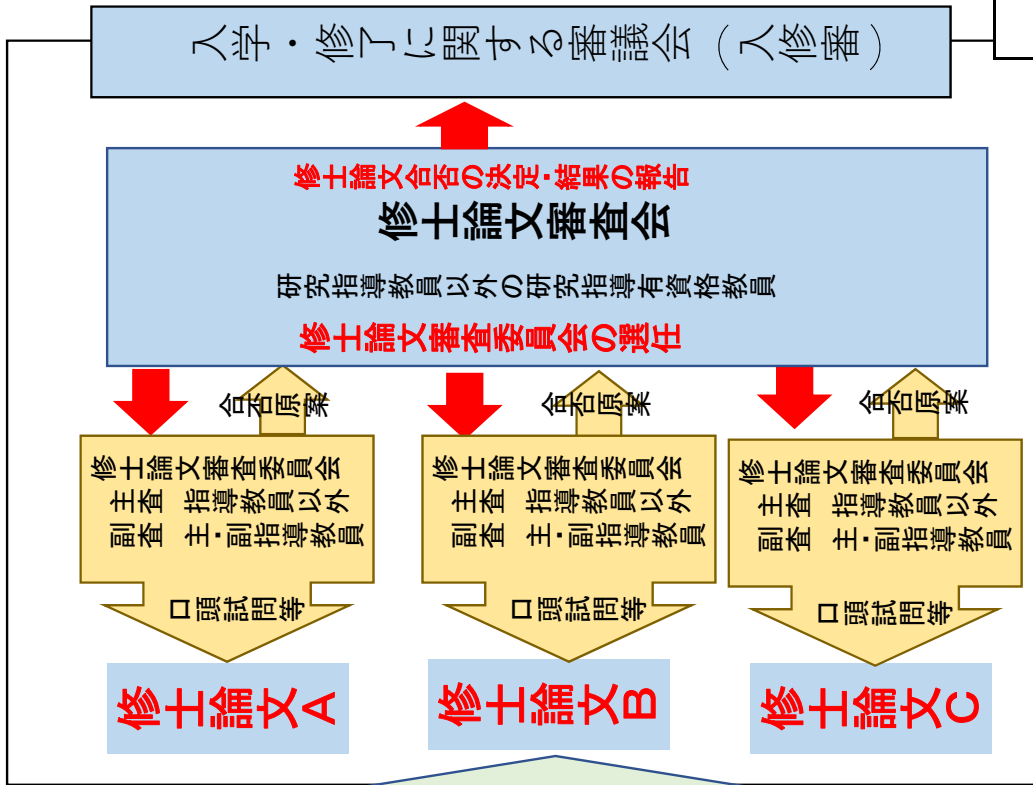 入学・修了に関する審議会(入修審)
修士論文合否の決定・結果の報告
修士論文審査会
研究指導教員以外の研究指導有資格教員
修士論文審査委員会の選任
合否原案
合否原案
合否原案
修士論文審査委員会
主査 指導教員以外
副査 主・副指導教員
口頭試問等
修士論文審査委員会
主査 指導教員以外
副査 主・副指導教員
口頭試問等
修士論文審査委員会
主査 指導教員以外
副査 主・副指導教員
口頭試問等
修士論文A
修士論文B
修士論文C